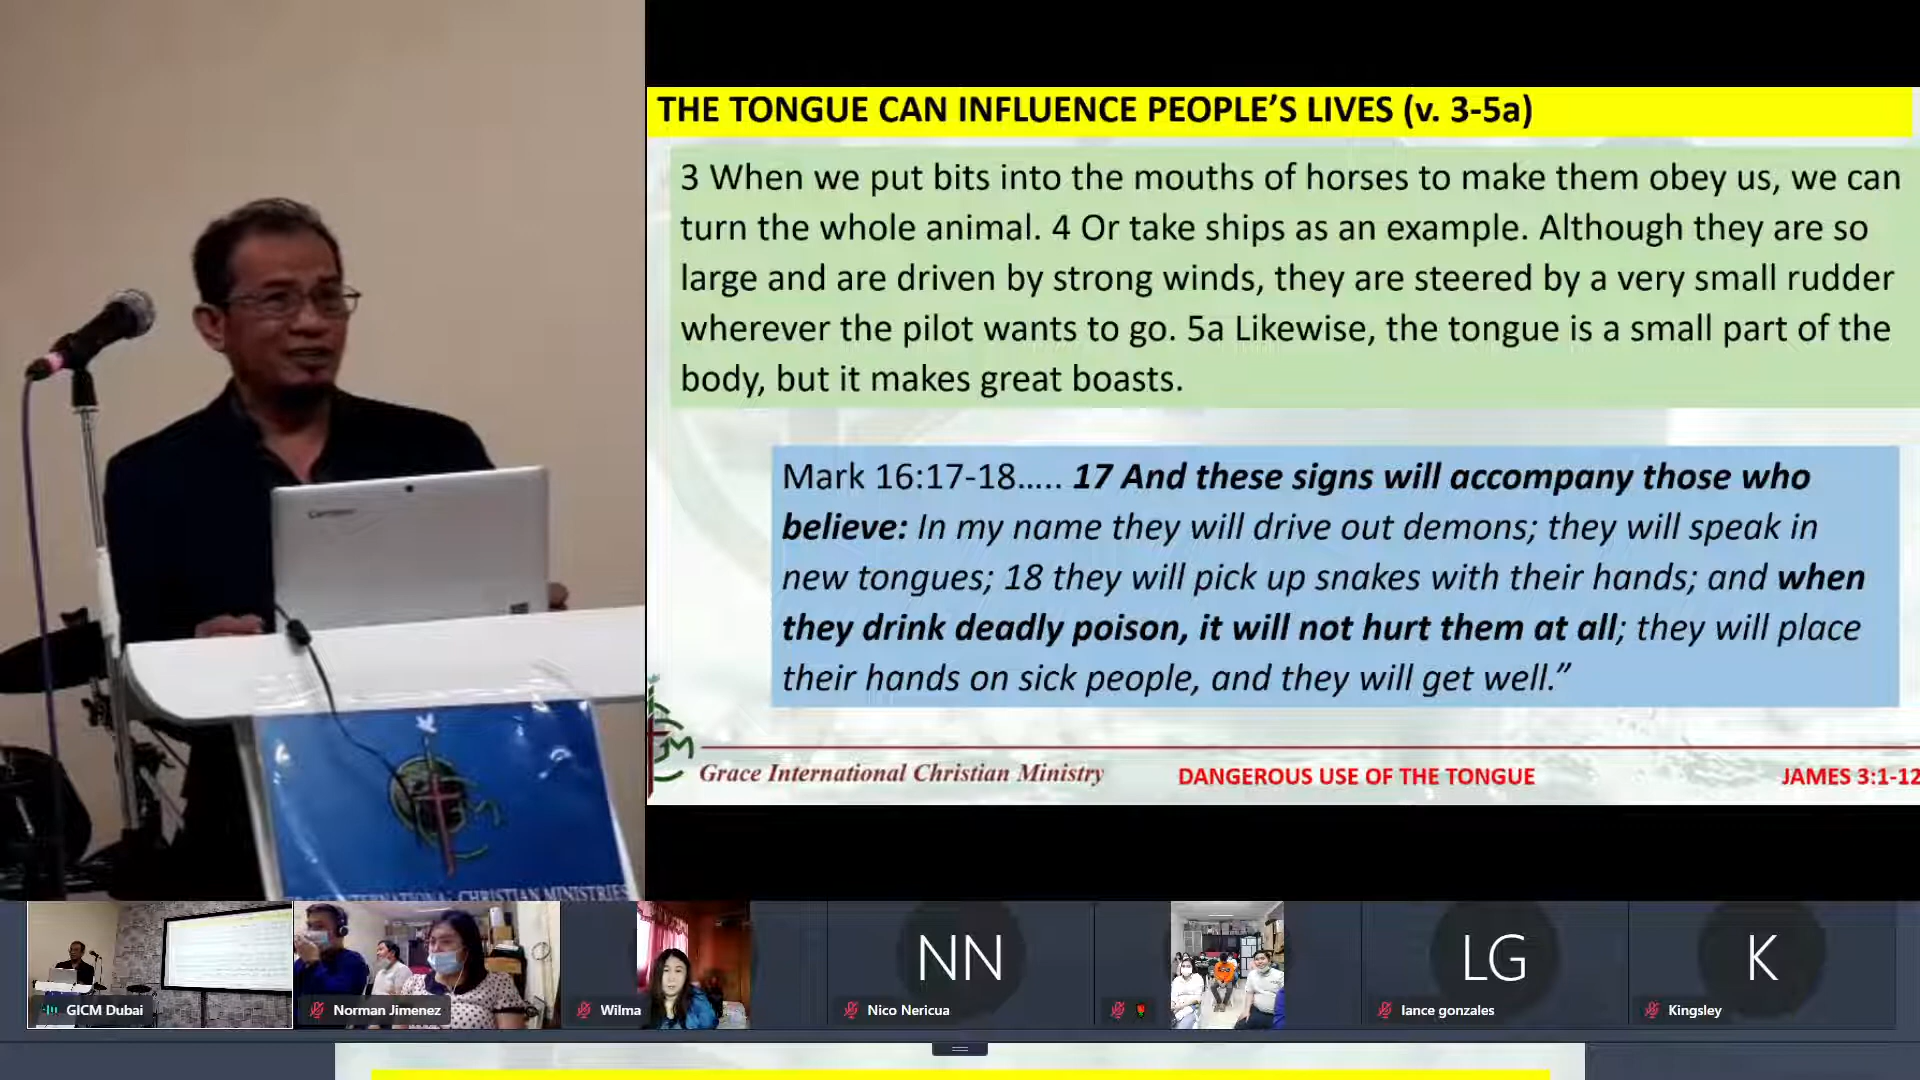 THE TONGUE CAN INFLUENCE PEOPLE’S LIVES (v. 3-5a)
3 When we put bits into the mouths of horses to make them obey us, we can
turn the whole animal. 4 Or take ships as an example. Although they are so
large and are driven by strong winds, they are steered by a very small rudder
wherever the pilot wants to go. 5a Likewise, the tongue is a small part of the
body, but it makes great boasts.
Mark 16:17-18..... 17 And these signs will accompany those who
believe: In my name they will drive out demons; they will speak in
new tongues; 18 they will pick up snakes with their hands; and when
they drink deadly poison, it will not hurt them at all; they will place
their hands on sick people, and they will get well.”
Grace International Christian Ministry
DANGEROUS USE OF THE TONGUE
JAMES 3:1-12
CHRISTIAN MINISTRIES
NN
LG
K
GICM Dubai
Norman Jimenez
Wilma
Nico Nericua
lance gonzales
Kingsley